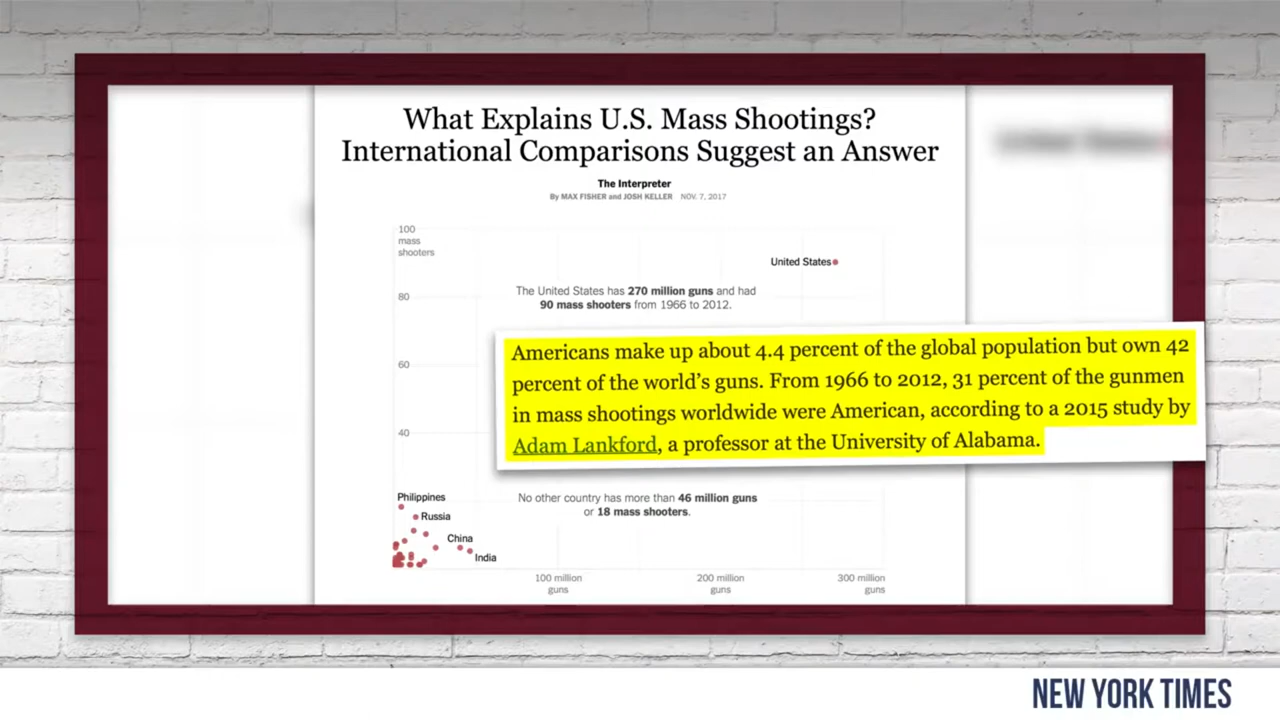 What Explains U.S. Mass Shootings?
International Comparisons Suggest an Answer
The Interpreter
By MAX FISHER and JOSH KELLER NOV. 7, 2017
100
mass
shooters
United States
The United States has 270 million guns and had
90 mass shooters from 1966 to 2012.
80
60
Americans make up about 4.4 percent of the global population but own 42
percent of the world's guns. From 1966 to 2012, 31 percent of the gunmen
in mass shootings worldwide were American, according to a 2015 study by
Adam Lankford, a professor at the University of Alabama.
40
Philippines
No other country has more than 46 million guns
or 18 mass shooters.
Russia
China
India
100 million
guns
200 million
guns
300 million
guns
NEW YORK TIMES